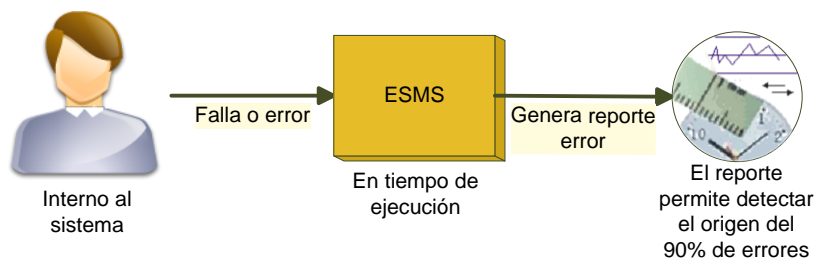 Interno al
sistema
Falla o error
ESMS
En tiempo de
ejecución
Genera reporte
error
El reporte
permite detectar
el origen del
90% de errores